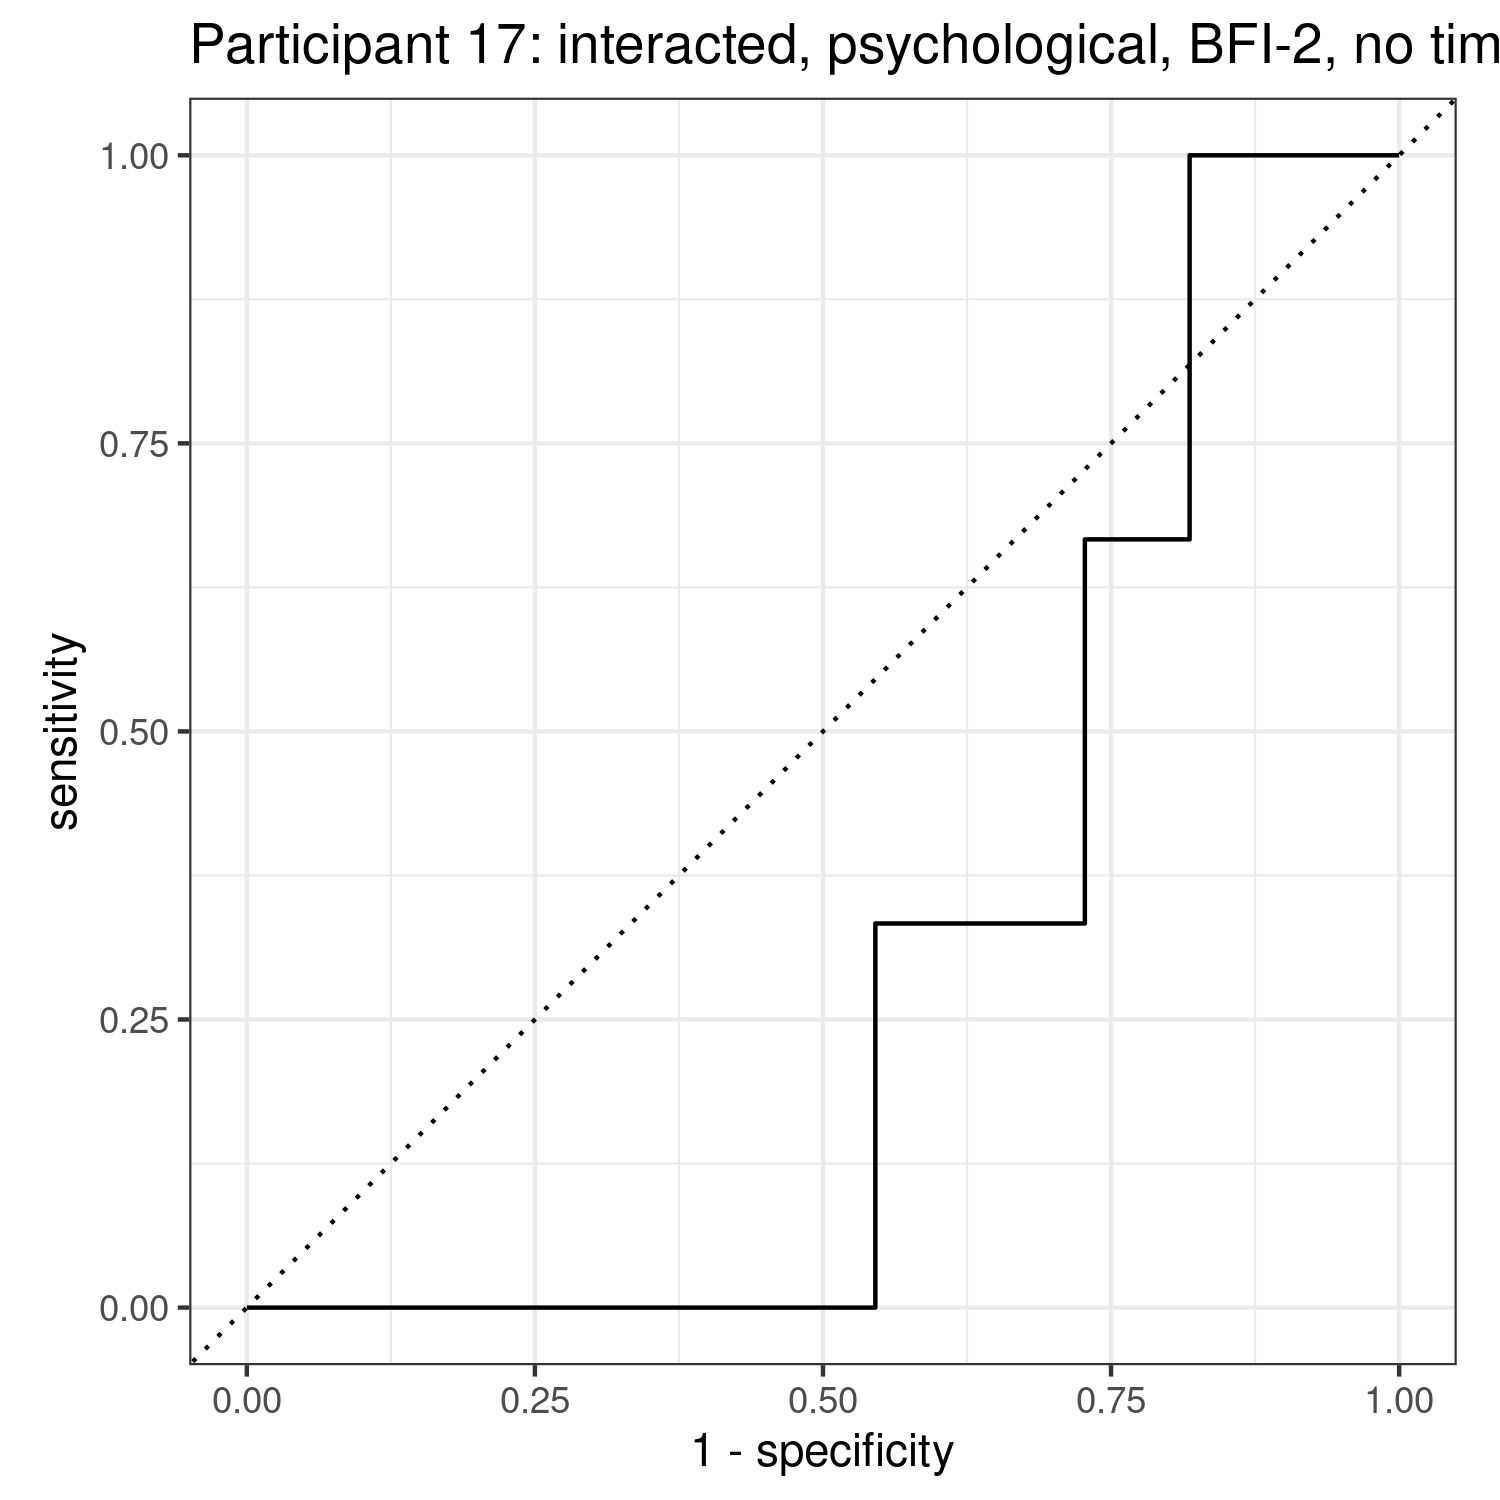 Participant 17: interacted, psychological, BFI-2, no tim
1.00
0.75
0.50
0.25
0.00
sensitivity
0.00 0.25 0.50 0.75 1.00
1 - specificity